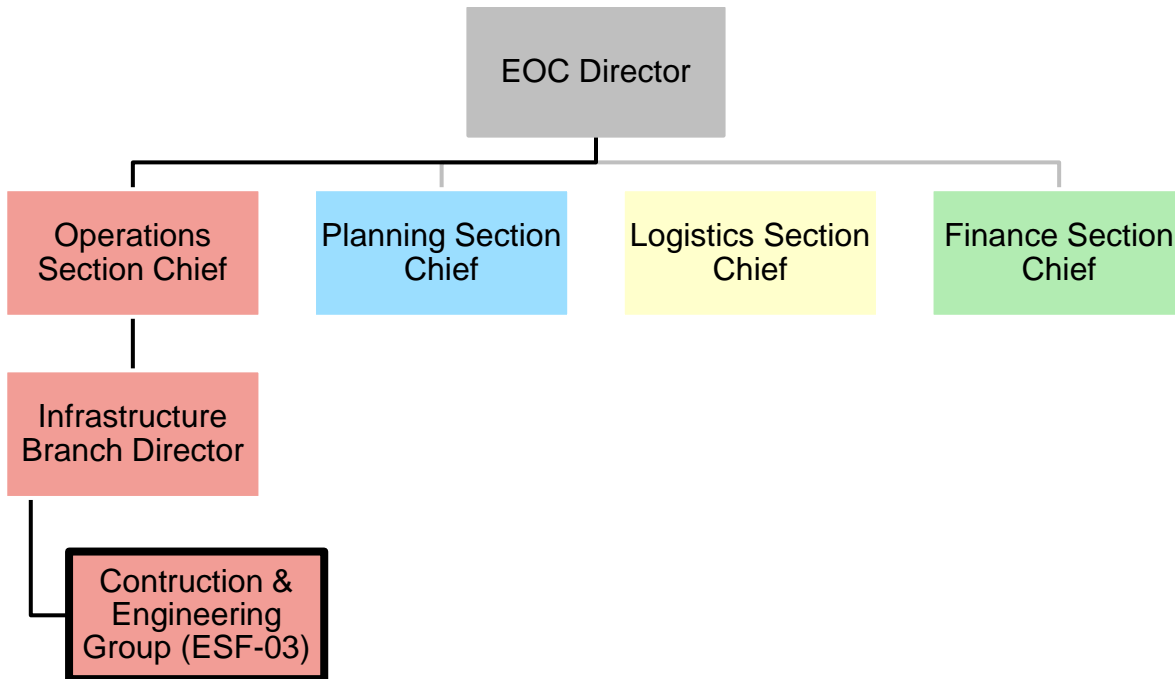 EOC Director
Operations
Section Chief
Planning Section
Chief
Logistics Section
Chief
Finance Section
Chief
Infrastructure
Branch Director
Contruction &
Engineering
Group (ESF-03)